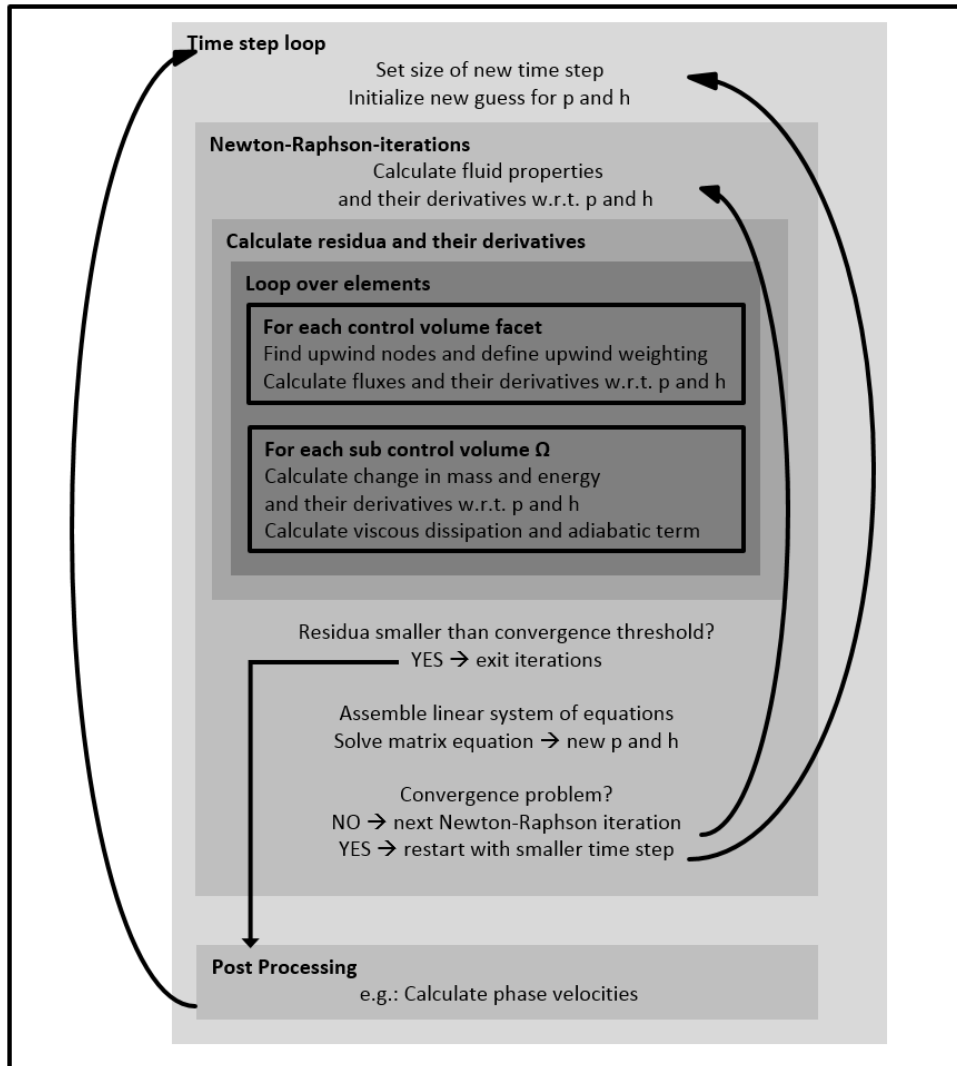 Time step loop
Set size of new time step
Initialize new guess for p and h
Newton-Raphson-iterations
Calculate fluid properties
and their derivatives w.r.t. p and h
Calculate residua and their derivatives
Loop over elements
For each control volume facet
Find upwind nodes and define upwind weighting
Calculate fluxes and their derivatives w.r.t. p and h
For each sub control volume Ω
Calculate change in mass and energy
and their derivatives w.r.t. p and h
Calculate viscous dissipation and adiabatic term
Residua smaller than convergence threshold?
YES → exit iterations
Assemble linear system of equations
Solve matrix equation → new p and h
Convergence problem?
NO → next Newton-Raphson iteration
YES → restart with smaller time step
Post Processing
e.g.: Calculate phase velocities